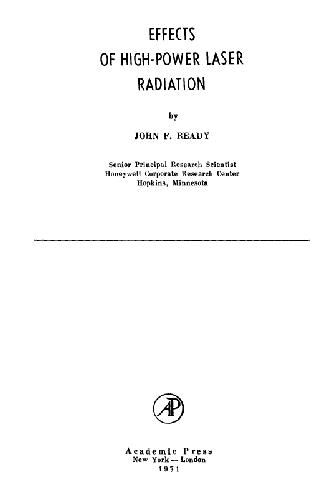 EFFECTS
OF HIGH-POWER LASER
RADIATION
by
JOHN F. READY
Senior Principal Research Scientist
Honeywell Corporate Research Center
Hopkins, Minnesota
AP
Academic Press
New York — London
1971